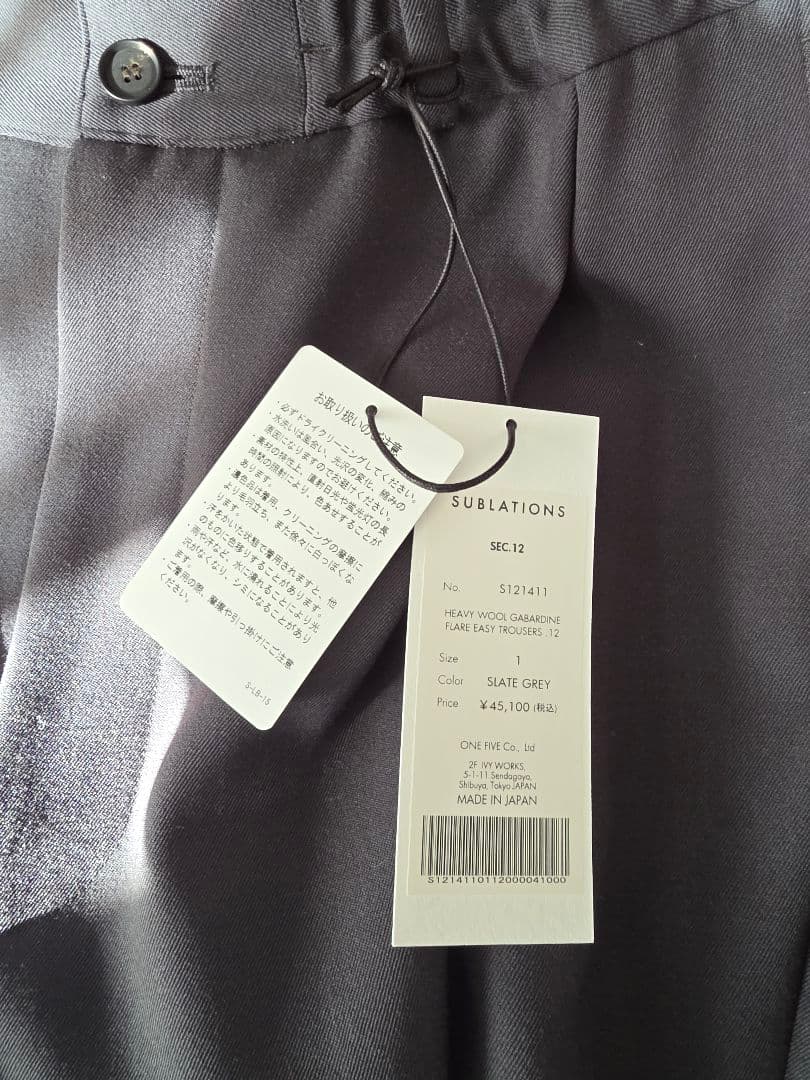 お取り扱いのご注意
・必ずドライクリーニングしてください。
・水洗いは風合い、光沢の変化、縮みの
原因になりますのでお避けください。
・素材の特性上、直射日光や蛍光灯の長
時間の照射により、色あせすることが
あります。
・濃色品は着用、クリーニングの摩擦に
より毛羽立ち、また徐々に白っぽくな
ります。
・汗をかいた状態で着用されますと、他
のものに色移りすることがあります。
・雨や汗など、水に濡れることにより光
沢がなくなり、シミになることがあり
ます。
・ご着用の際、摩擦や引っ掛けにご注意
ください。
S-LB-15
SUBLATIONS
SEC.12
No. S121411
HEAVY WOOL GABARDINE
FLARE EASY TROUSERS .12
Size 1
Color SLATE GREY
Price ¥45,100 (税込)
ONE FIVE Co., Ltd
2F IVY WORKS,
5-1-11 Sendagaya,
Shibuya, Tokyo JAPAN
MADE IN JAPAN
S1214110112000041000